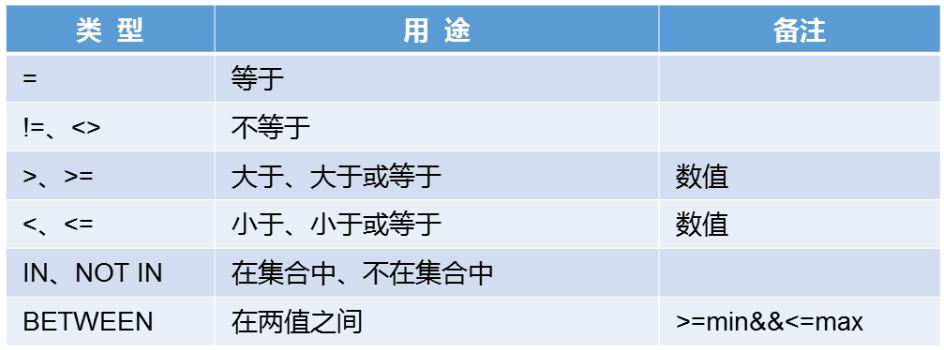 类 型 用 途 备注
= 等于
!=、<> 不等于
>、>= 大于、大于或等于 数值
<、<= 小于、小于或等于 数值
IN、NOT IN 在集合中、不在集合中
BETWEEN 在两值之间 >=min&&<=max